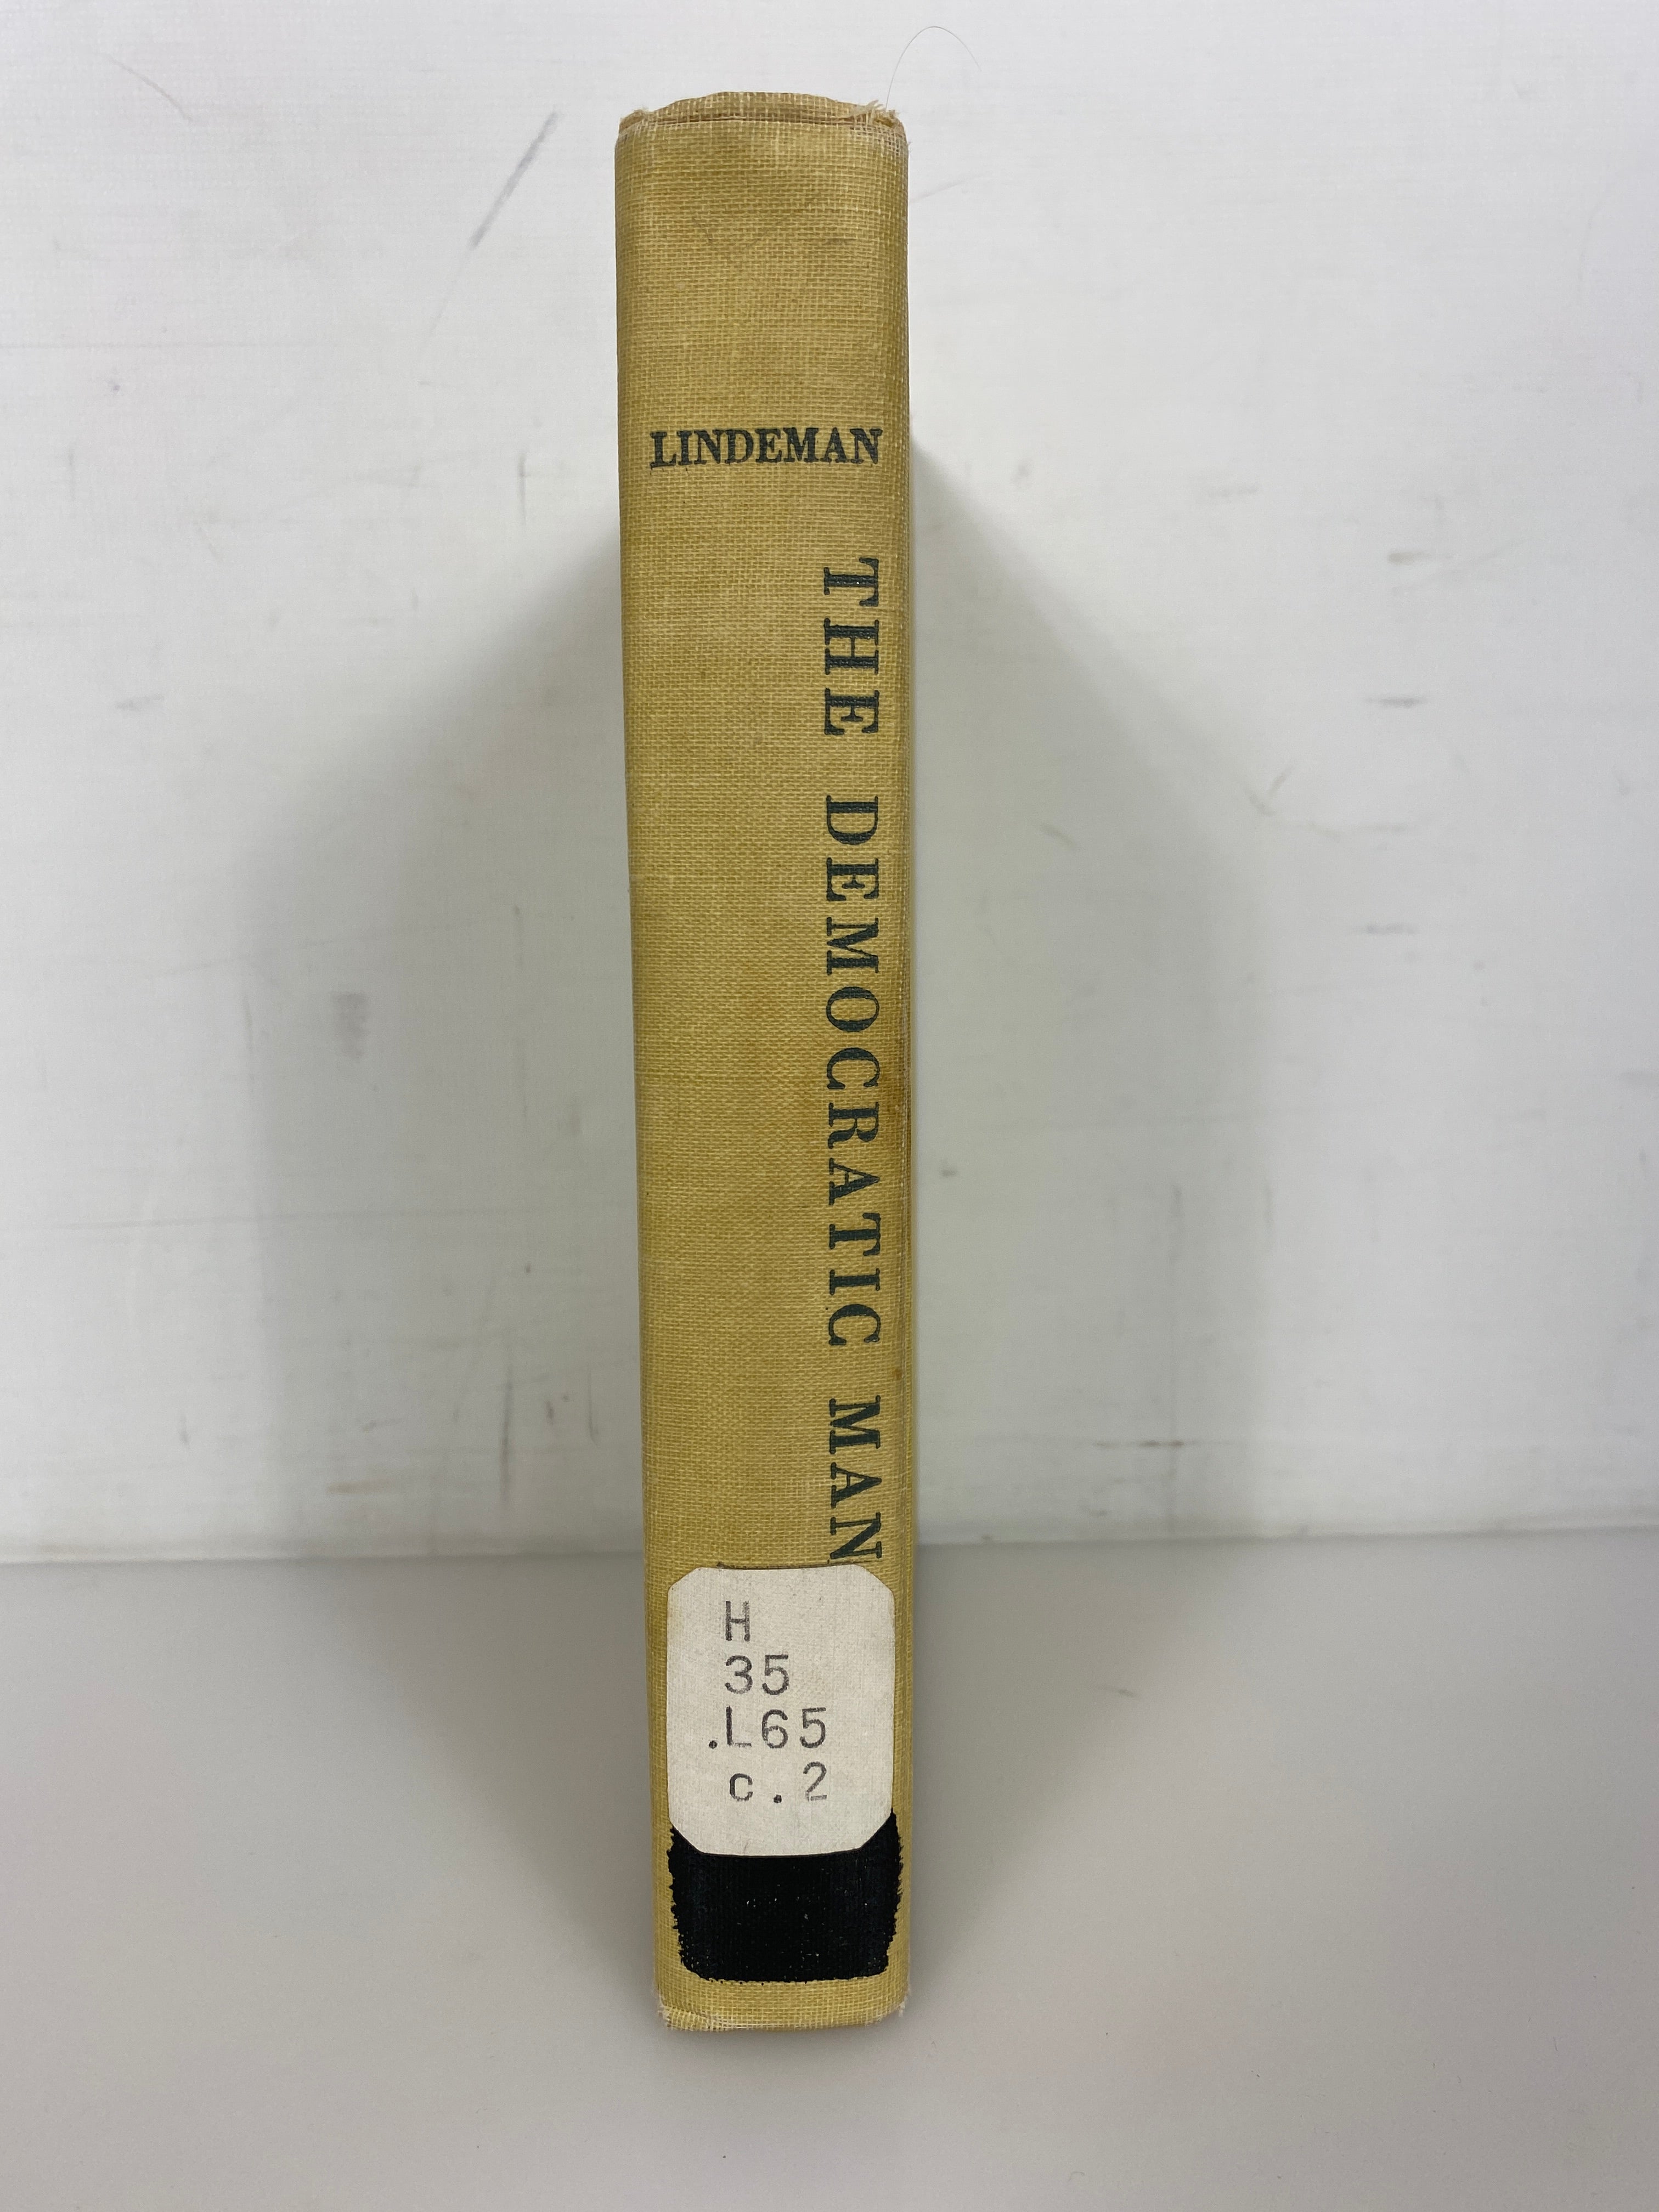 LINDEMAN
THE DEMOCRATIC MAN
H
35
.L65
c.2